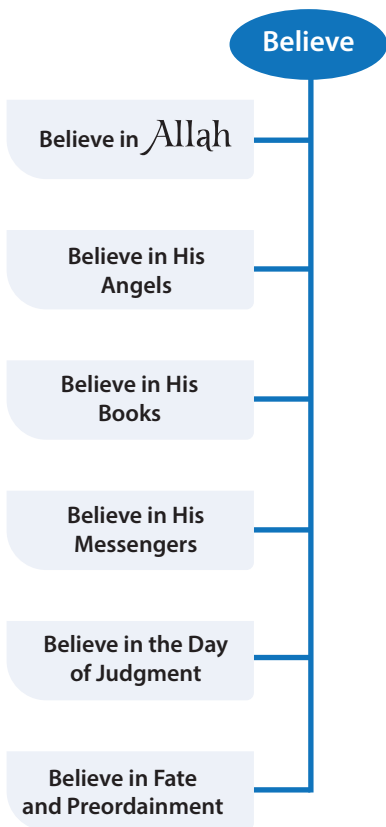 Believe
Believe in Allah
Believe in His
Angels
Believe in His
Books
Believe in His
Messengers
Believe in the Day
of Judgment
Believe in Fate
and Preordainment